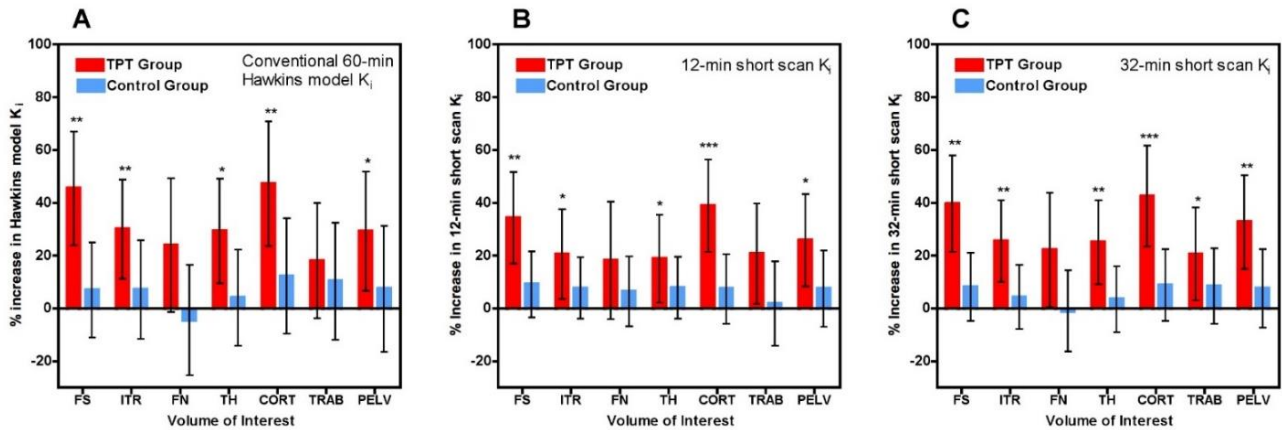 A
% increase in Hawkins model Ki
100
80
60
40
20
0
-20
TPT Group
Control Group
Conventional 60-min
Hawkins model Ki
**
**
*
**
*
FS ITR FN TH CORT TRAB PELV
Volume of Interest
B
% Increase in 12-min short scan Ki
100
80
60
40
20
0
-20
TPT Group
Control Group
12-min short scan Ki
**
*
*
***
*
FS ITR FN TH CORT TRAB PELV
Volume of Interest
C
% Increase in 32-min short scan Ki
100
80
60
40
20
0
-20
TPT Group
Control Group
32-min short scan Ki
**
**
**
***
*
**
FS ITR FN TH CORT TRAB PELV
Volume of Interest